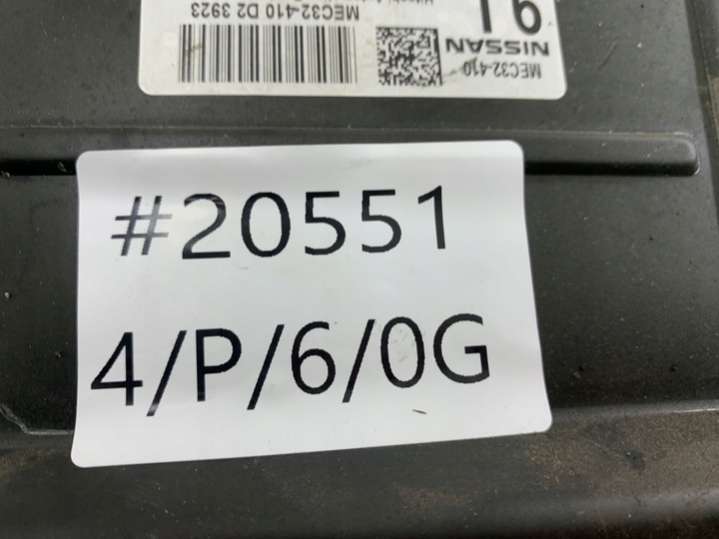 MEC32-410
NISSAN
MEC32-410 D2 3923
#20551
4/P/6/0G